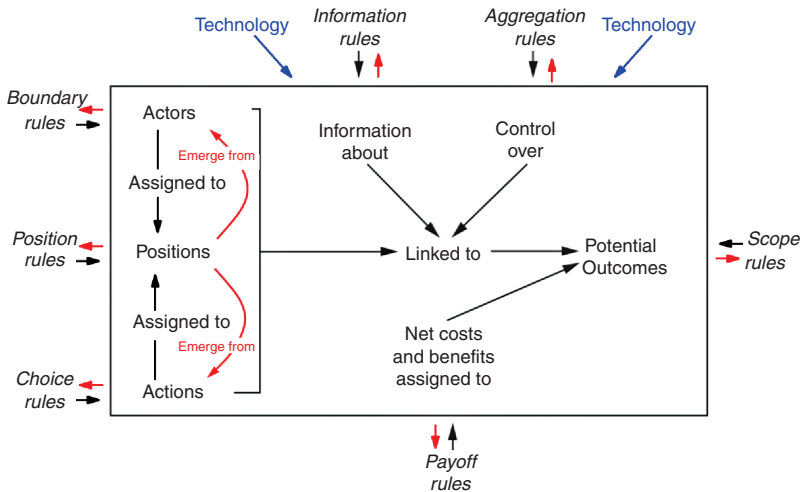 Technology
Information
rules
Aggregation
rules
Technology
Boundary
rules
Actors
Emerge from
Assigned to
Information
about
Control
over
Position
rules
Positions
Linked to
Potential
Outcomes
Scope
rules
Assigned to
Emerge from
Net costs
and benefits
assigned to
Choice
rules
Actions
Payoff
rules